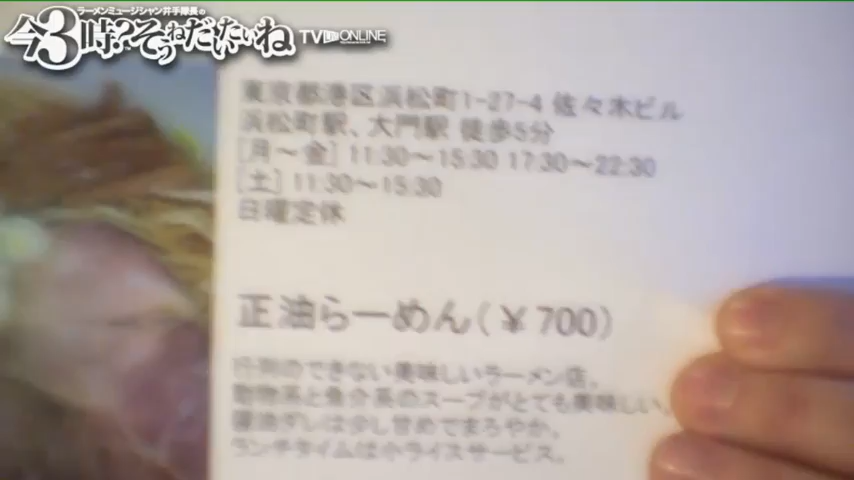 ラーメンミュージシャン井手隊長の
今3時?そうねだいたいね TV ONLINE
東京都港区浜松町1-27-4 佐々木ビル
浜松町駅、大門駅 徒歩5分
[月〜金] 11:30〜15:30 17:30〜22:30
[土] 11:30〜15:30
日曜定休
正油らーめん(￥700)
行列のできない美味しいラーメン店。
動物系と魚介系のスープがとても美味しい。
醤油ダレは少し甘めでまろやか。
ランチタイムは小ライスサービス。